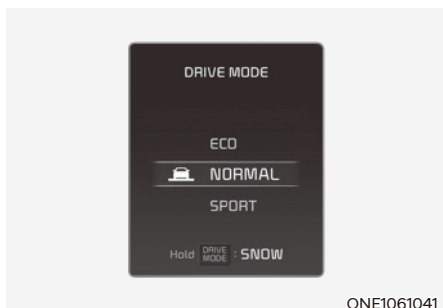 DRIVE MODE
ECO
NORMAL
SPORT
Hold DRIVE MODE : SNOW
ONE1061041